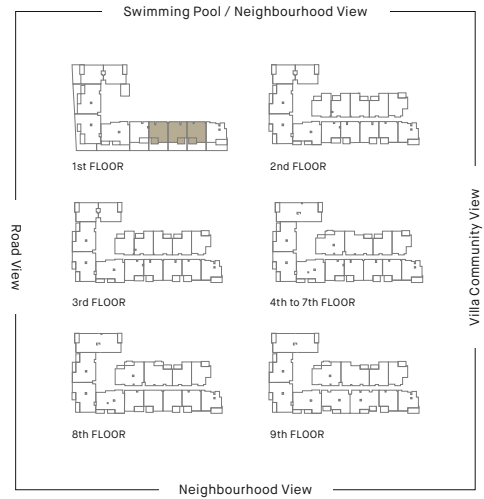 Swimming Pool / Neighbourhood View
1st FLOOR
2nd FLOOR
Road View
Villa Community View
3rd FLOOR
4th to 7th FLOOR
8th FLOOR
9th FLOOR
Neighbourhood View